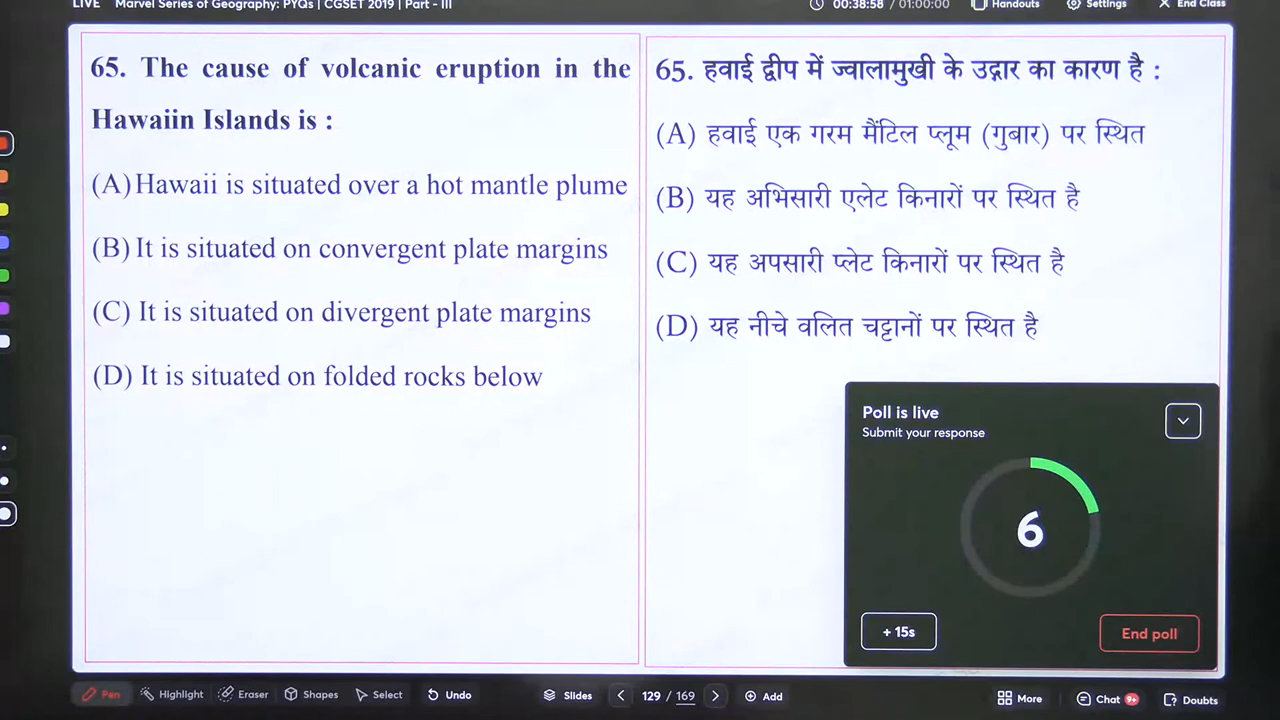 LIVE Marvel Series of Geography: PYQs | CGSET 2019 | Part - III 00:38:58 / 01:00:00 Handouts Settings End Class
65. The cause of volcanic eruption in the
Hawaiin Islands is :
(A) Hawaii is situated over a hot mantle plume
(B) It is situated on convergent plate margins
(C) It is situated on divergent plate margins
(D) It is situated on folded rocks below
65. हवाई द्वीप में ज्वालामुखी के उद्गार का कारण है :
(A) हवाई एक गरम मैंटिल प्लूम (गुबार) पर स्थित
(B) यह अभिसारी एलेट किनारों पर स्थित है
(C) यह अपसारी प्लेट किनारों पर स्थित है
(D) यह नीचे वलित चट्टानों पर स्थित है
Poll is live
Submit your response
6
+ 15s End poll
Pen Highlight Eraser Shapes Select Undo Slides 129 / 169 Add More Chat 9+ Doubts